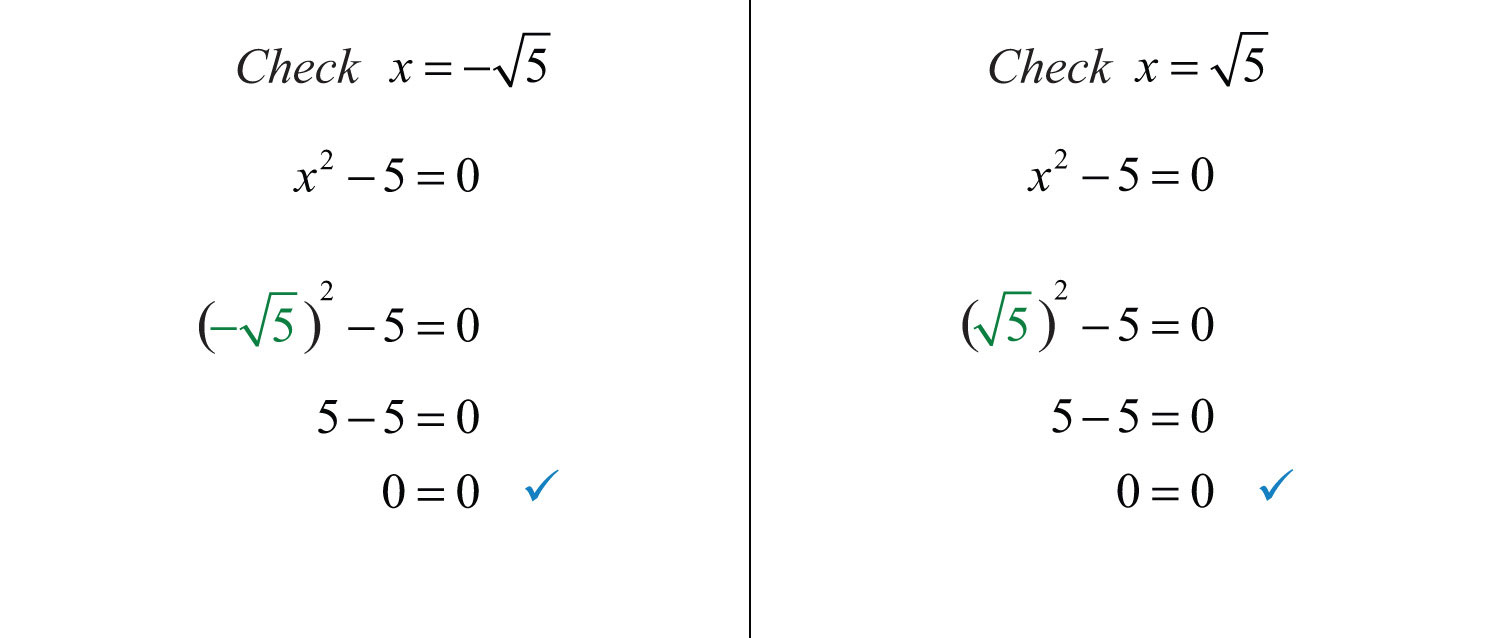 Check x = −√5
x² − 5 = 0
(−√5)² − 5 = 0
5 − 5 = 0
0 = 0 ✓
Check x = √5
x² − 5 = 0
(√5)² − 5 = 0
5 − 5 = 0
0 = 0 ✓